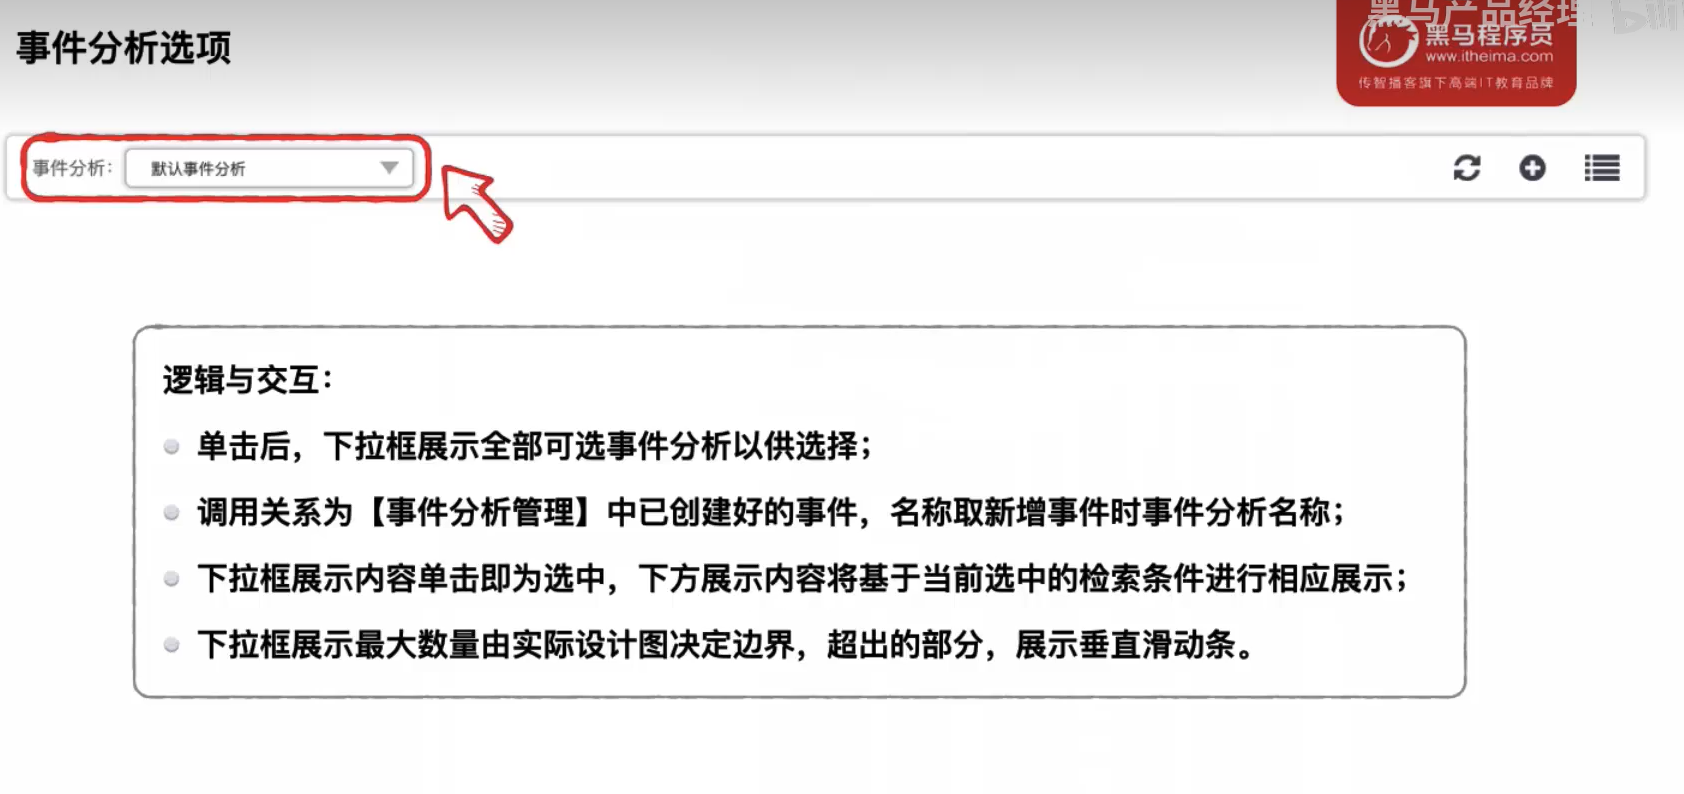 黑马产品经理 bili
事件分析选项
黑马程序员
www.itheima.com
传智播客旗下高端IT教育品牌
事件分析：
默认事件分析
逻辑与交互：
单击后，下拉框展示全部可选事件分析以供选择；
调用关系为【事件分析管理】中已创建好的事件，名称取新增事件时事件分析名称；
下拉框展示内容单击即为选中，下方展示内容将基于当前选中的检索条件进行相应展示；
下拉框展示最大数量由实际设计图决定边界，超出的部分，展示垂直滑动条。